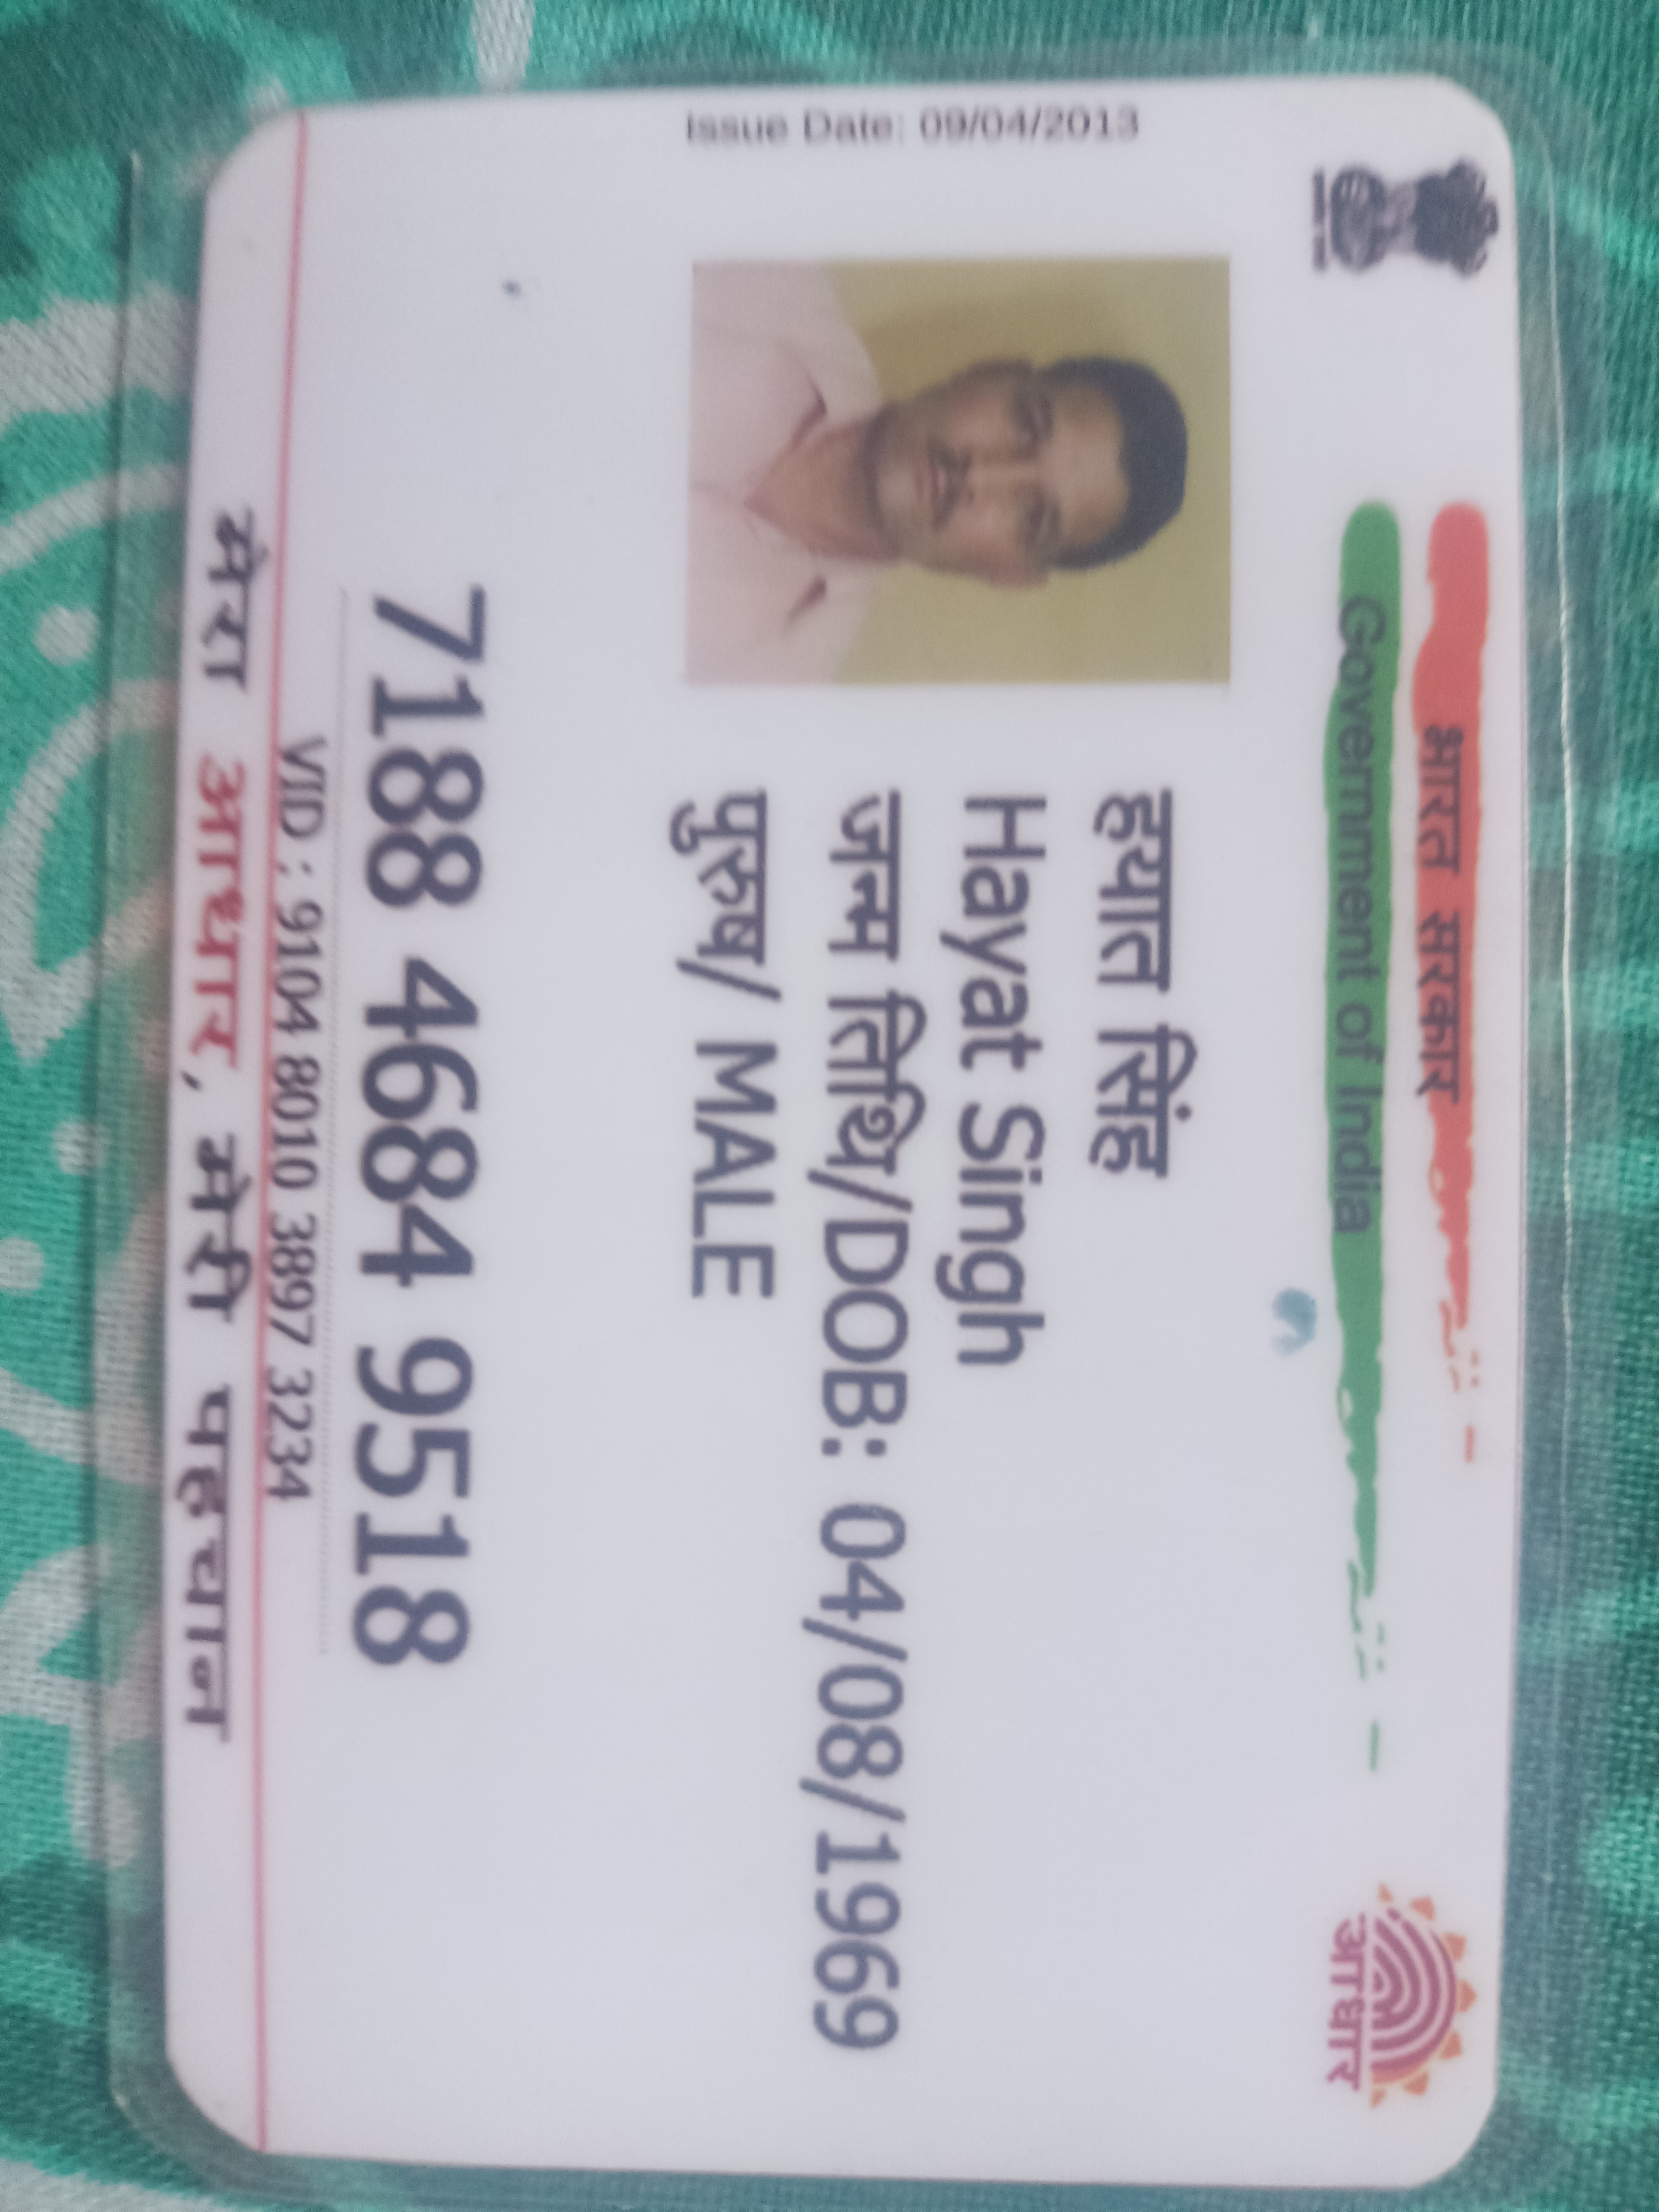 भारत सरकार
Government of India
आधार
Issue Date: 09/04/2013
हयात सिंह
Hayat Singh
जन्म तिथि/DOB: 04/08/1969
पुरुष/ MALE
7188 4684 9518
VID : 9104 8010 3897 3234
मेरा आधार, मेरी पहचान